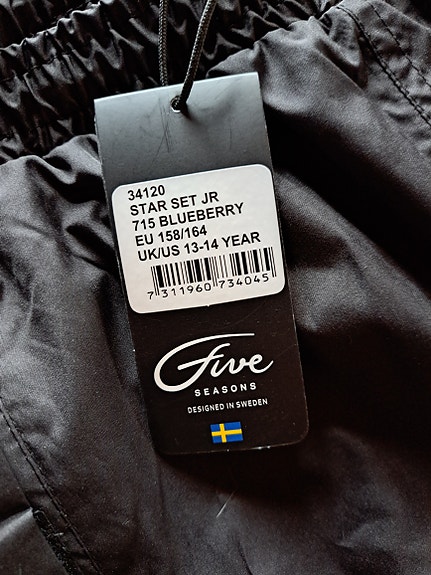 34120
STAR SET JR
715 BLUEBERRY
EU 158/164
UK/US 13-14 YEAR
7 311960 734045
Five
SEASONS
DESIGNED IN SWEDEN